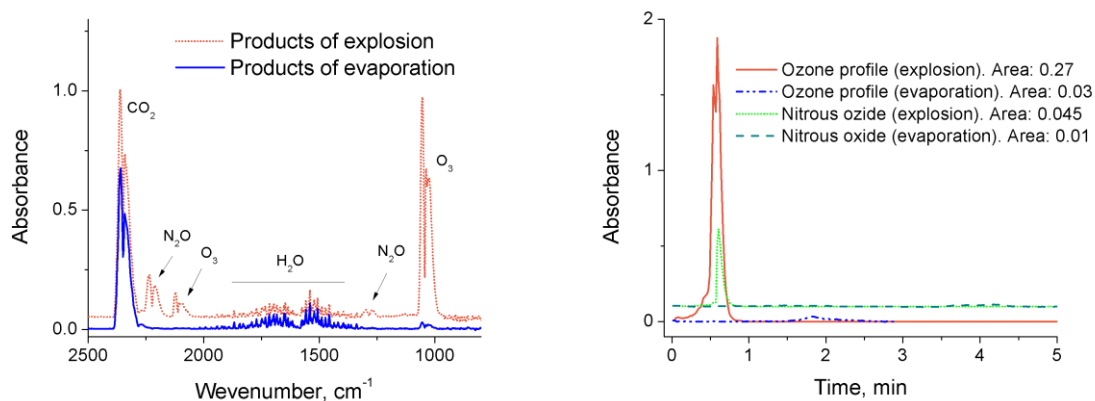 Products of explosion
Products of evaporation
CO₂
N₂O
O₃
H₂O
N₂O
O₃
1.0
0.5
0.0
2500
2000
1500
1000
Absorbance
Wevenumber, cm⁻¹
Ozone profile (explosion). Area: 0.27
Ozone profile (evaporation). Area: 0.03
Nitrous ozide (explosion). Area: 0.045
Nitrous oxide (evaporation). Area: 0.01
2
1
0
0
1
2
3
4
5
Absorbance
Time, min